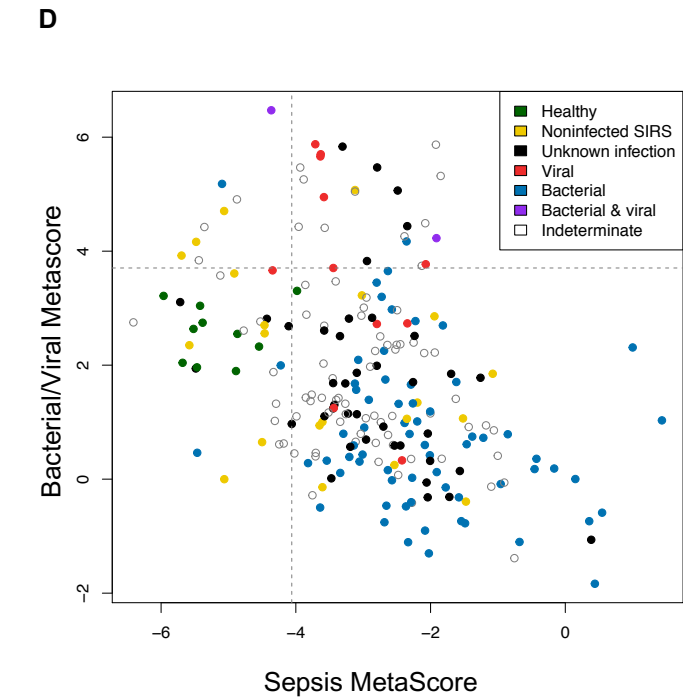 D
Healthy
Noninfected SIRS
Unknown infection
Viral
Bacterial
Bacterial & viral
Indeterminate
6
4
2
0
−2
Bacterial/Viral Metascore
−6
−4
−2
0
Sepsis MetaScore